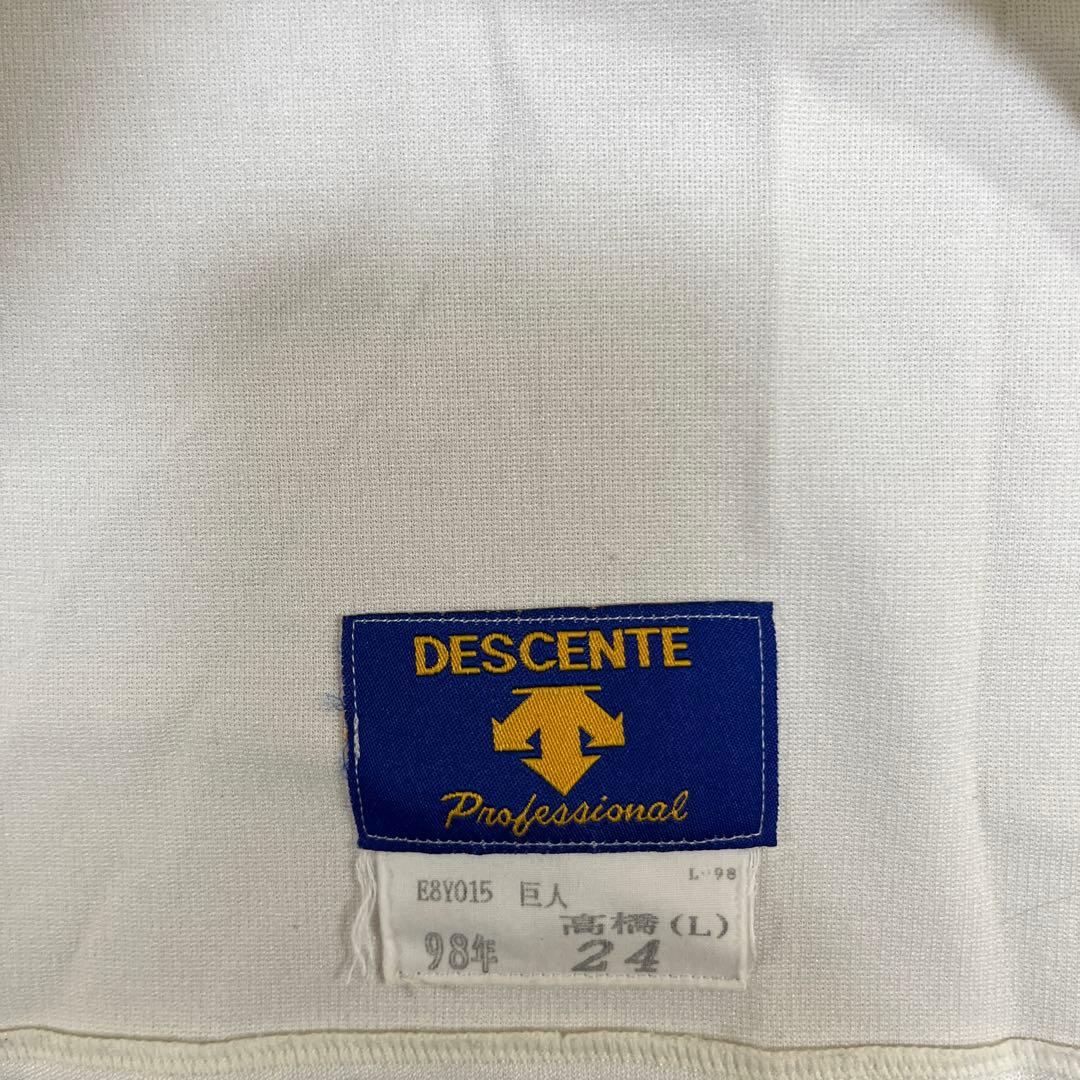 DESCENTE
Professional
L-98
E8Y015 巨人
高橋(L)
98年 24